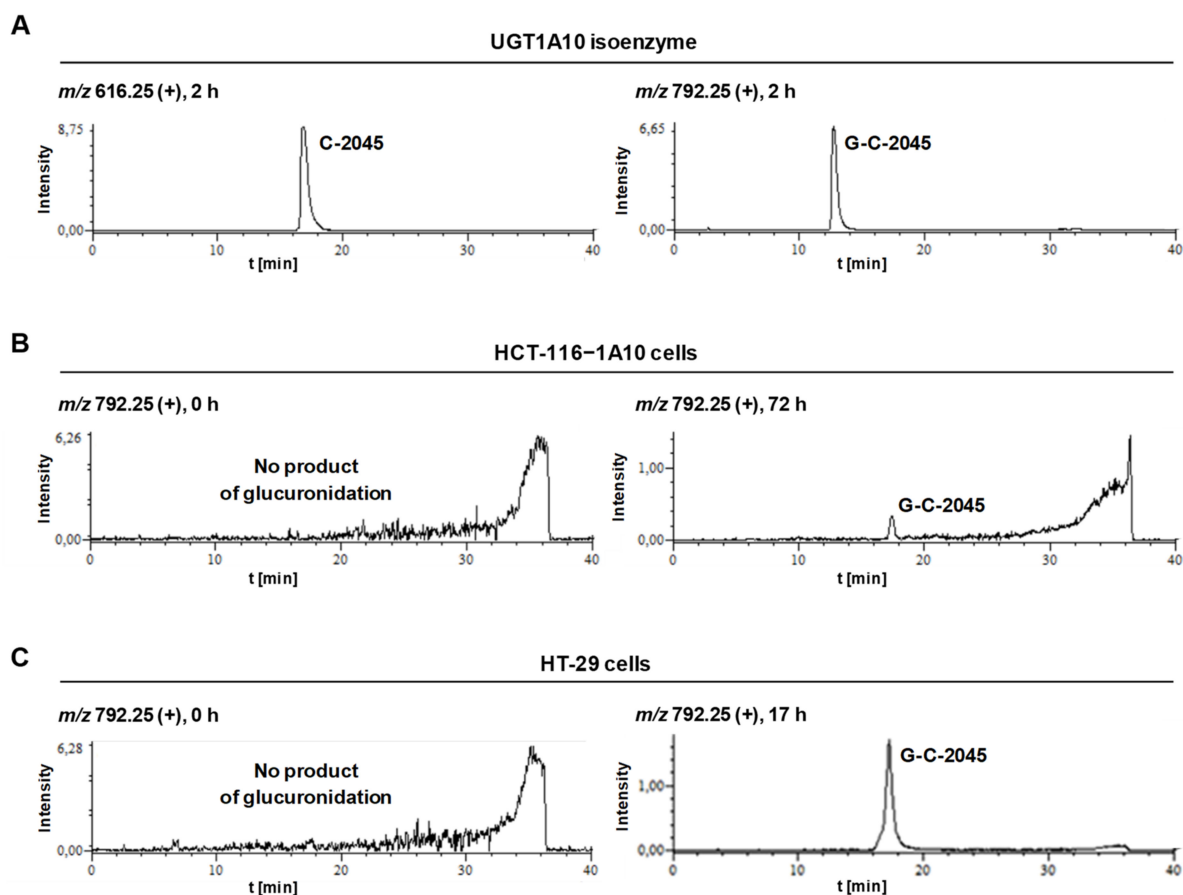 A
UGT1A10 isoenzyme
m/z 616.25 (+), 2 h
8,75
C-2045
Intensity
0,00
0 10 20 30 40
t [min]
m/z 792.25 (+), 2 h
6,65
G-C-2045
Intensity
0,00
0 10 20 30 40
t [min]
B
HCT-116−1A10 cells
m/z 792.25 (+), 0 h
6,26
No product
of glucuronidation
Intensity
0,00
0 10 20 30 40
t [min]
m/z 792.25 (+), 72 h
1,00
G-C-2045
Intensity
0,00
0 10 20 30 40
t [min]
C
HT-29 cells
m/z 792.25 (+), 0 h
6,28
No product
of glucuronidation
Intensity
0,00
0 10 20 30 40
t [min]
m/z 792.25 (+), 17 h
G-C-2045
1,00
Intensity
0,00
0 10 20 30 40
t [min]